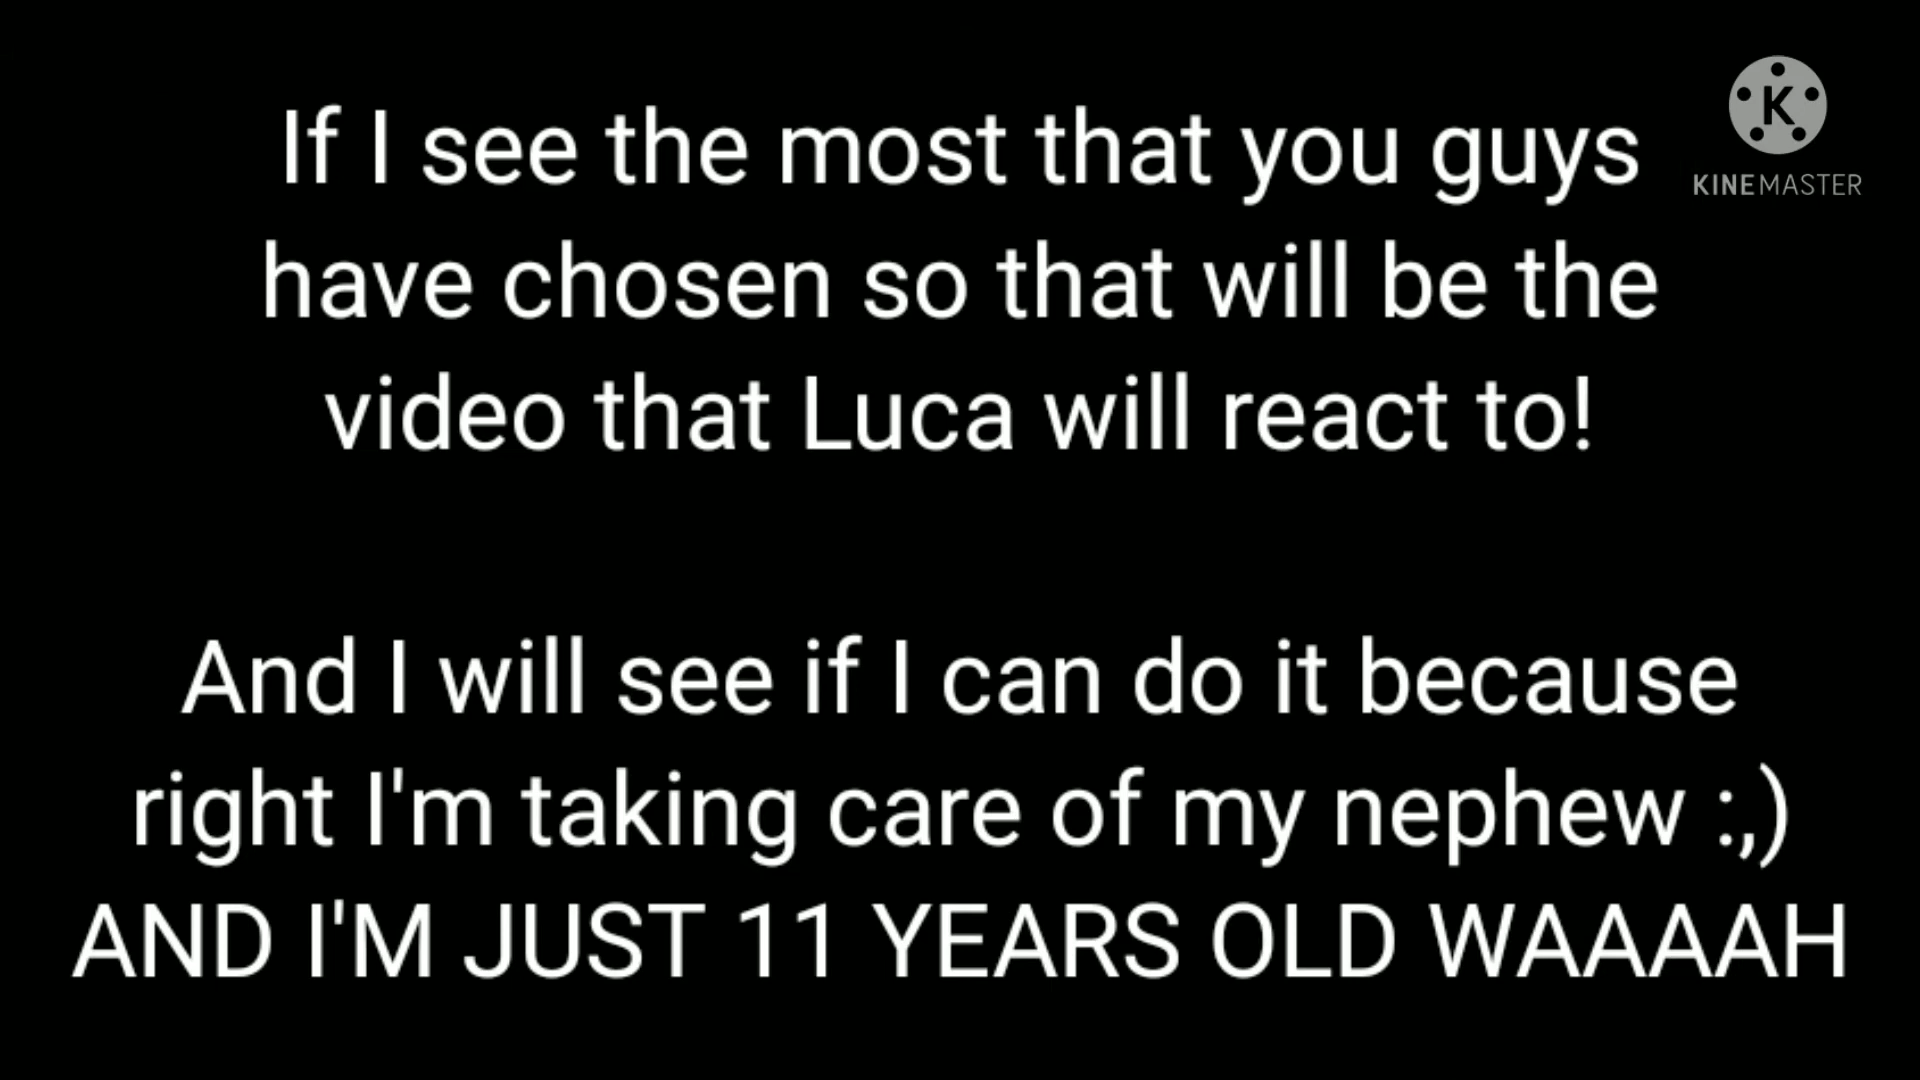 If I see the most that you guys
have chosen so that will be the
video that Luca will react to!
And I will see if I can do it because
right I'm taking care of my nephew :,)
AND I'M JUST 11 YEARS OLD WAAAAH
K
KINEMASTER